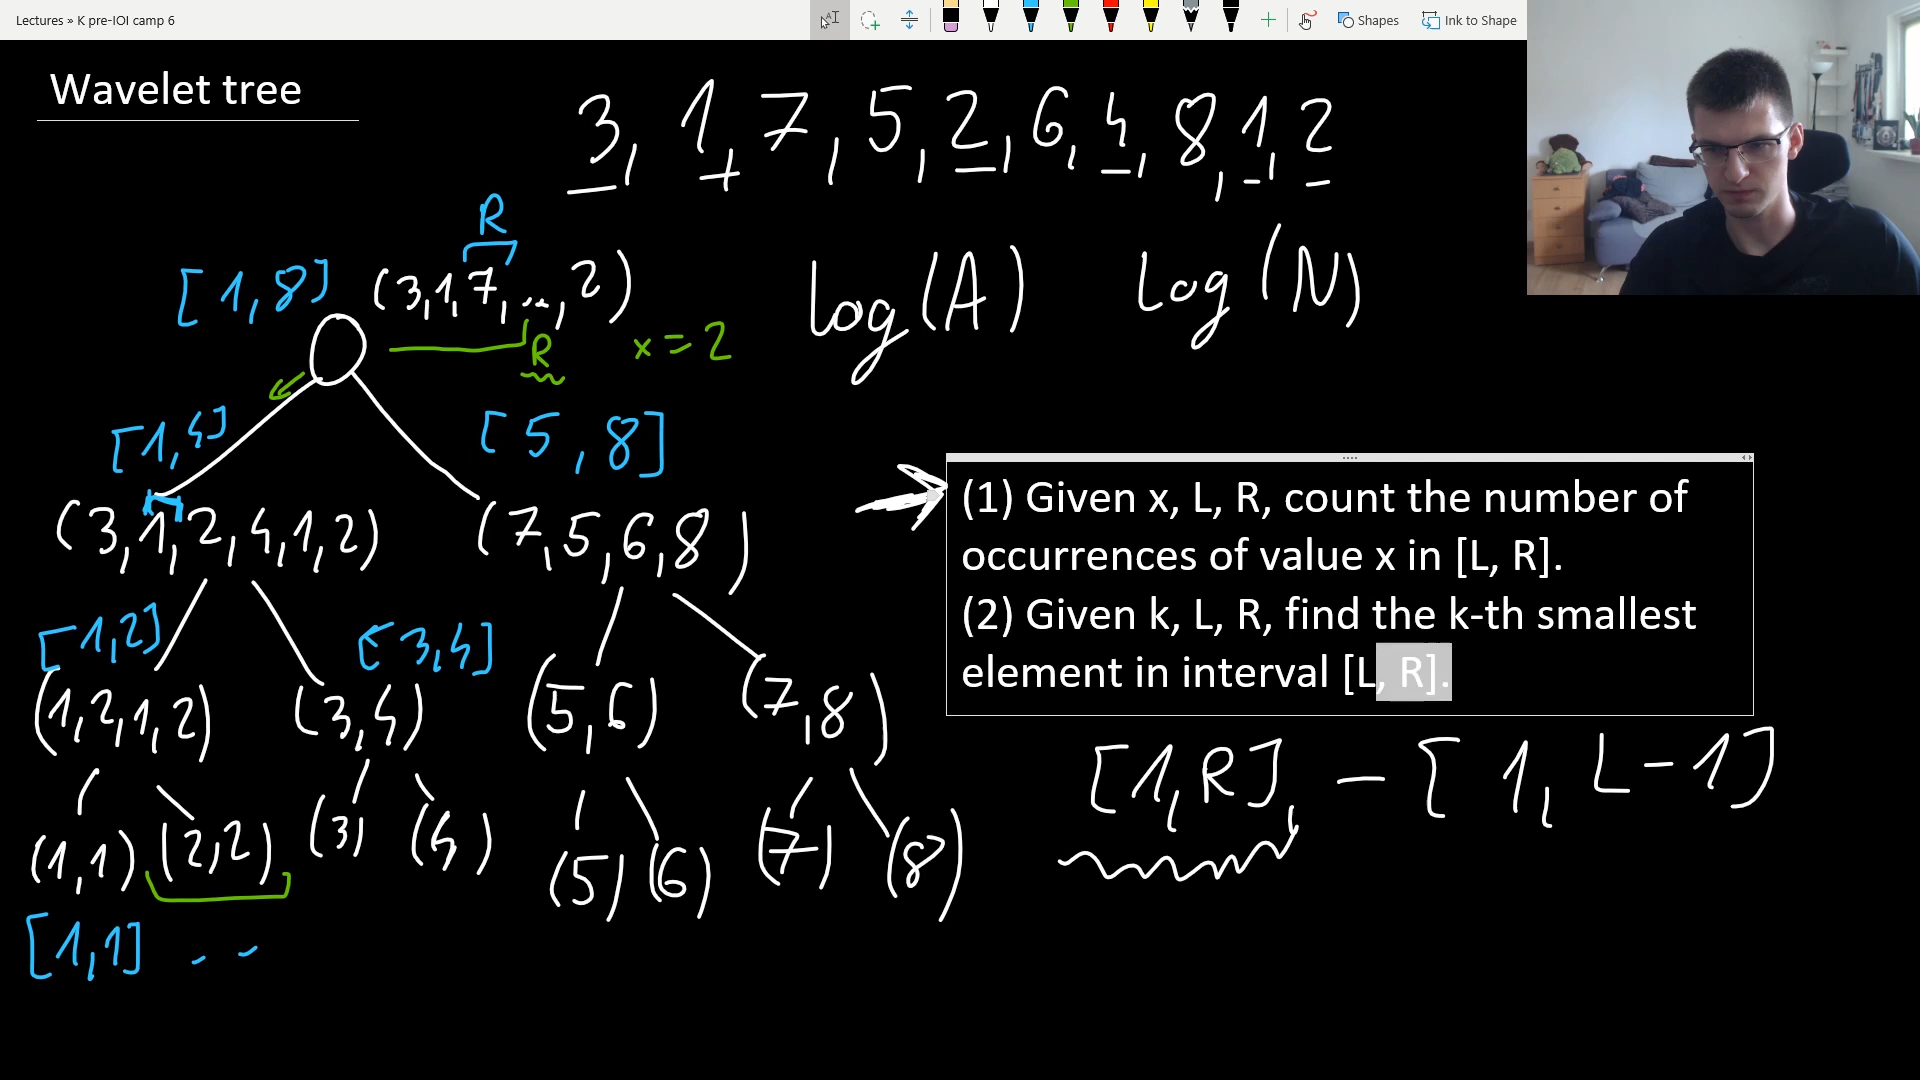 Lectures » K pre-IOI camp 6
Shapes
Ink to Shape
Wavelet tree
3, 1, 7, 5, 2, 6, 4, 8, 1, 2
R
[1,8] (3,1,7,...,2)
log(A) log(N)
R x=2
[1,4] [5,8]
(3,1,2,4,1,2) (7,5,6,8)
(1) Given x, L, R, count the number of
occurrences of value x in [L, R].
(2) Given k, L, R, find the k-th smallest
element in interval [L, R].
[1,2] [3,4]
(1,2,1,2) (3,4) (5,6) (7,8)
[1,R] - [1, L-1]
(1,1) (2,2) (3) (4) (5) (6) (7) (8)
[1,1] - -